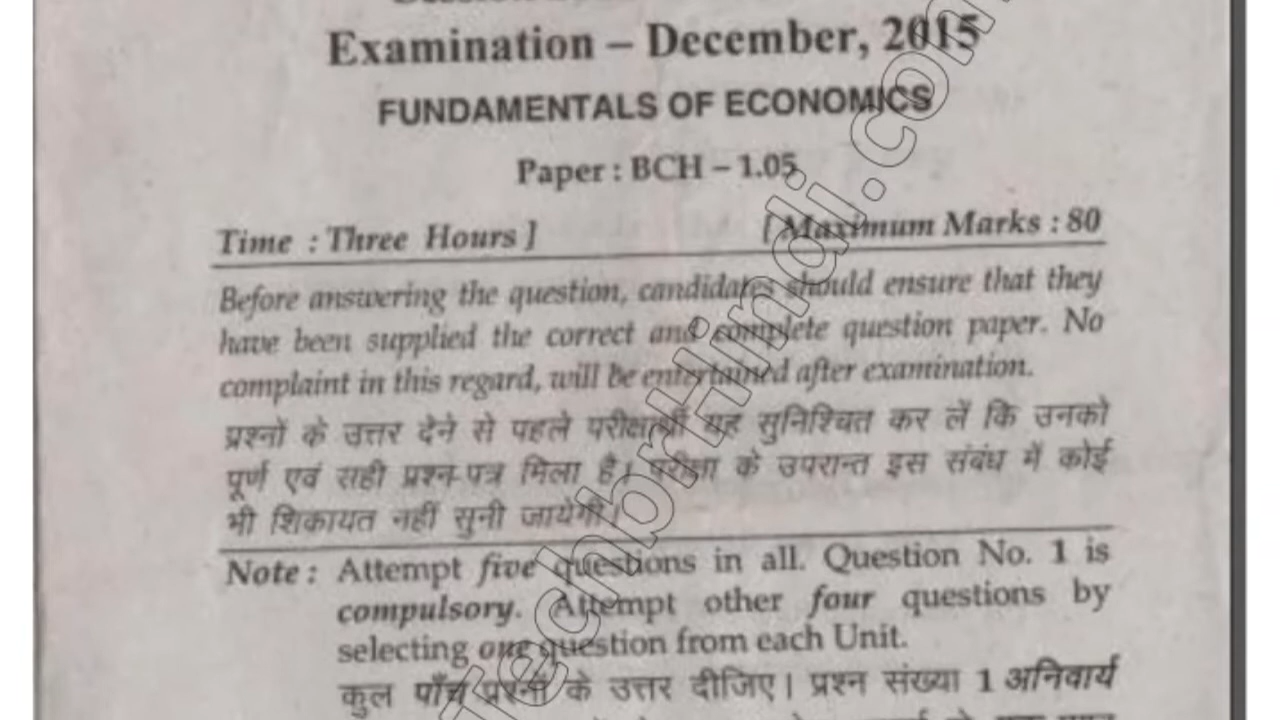 Examination – December, 2015
FUNDAMENTALS OF ECONOMICS
Paper : BCH – 1.05
Time : Three Hours ] [ Maximum Marks : 80
Before answering the question, candidates should ensure that they
have been supplied the correct and complete question paper. No
complaint in this regard, will be entertained after examination.
प्रश्नों के उत्तर देने से पहले परीक्षार्थी यह सुनिश्चित कर लें कि उनको
पूर्ण एवं सही प्रश्न-पत्र मिला है। परीक्षा के उपरान्त इस संबंध में कोई
भी शिकायत नहीं सुनी जायेगी।
Note : Attempt five questions in all. Question No. 1 is
compulsory. Attempt other four questions by
selecting one question from each Unit.
कुल पाँच प्रश्नों के उत्तर दीजिए। प्रश्न संख्या 1 अनिवार्य
TechbrHindi.com